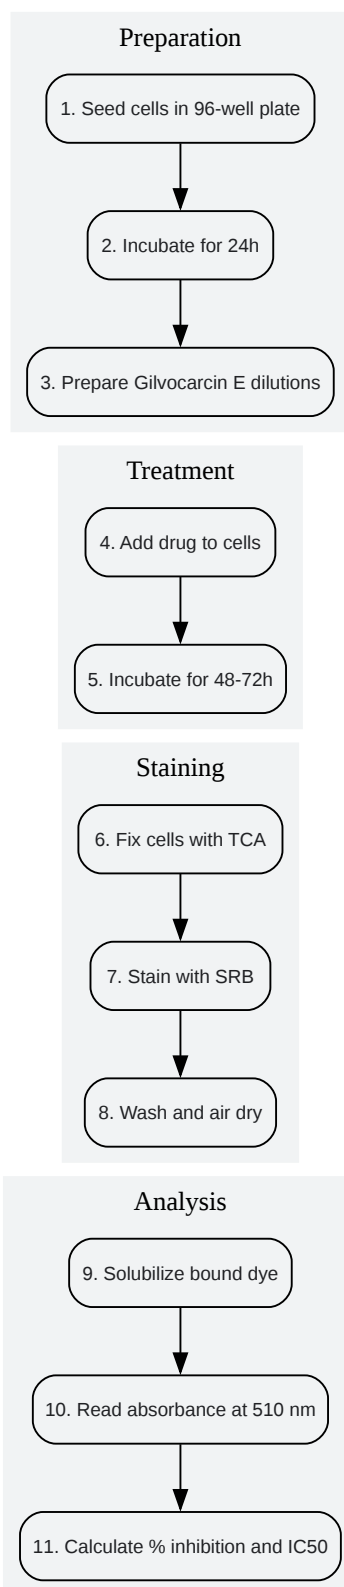 Preparation
1. Seed cells in 96-well plate
2. Incubate for 24h
3. Prepare Gilvocarcin E dilutions
Treatment
4. Add drug to cells
5. Incubate for 48-72h
Staining
6. Fix cells with TCA
7. Stain with SRB
8. Wash and air dry
Analysis
9. Solubilize bound dye
10. Read absorbance at 510 nm
11. Calculate % inhibition and IC50